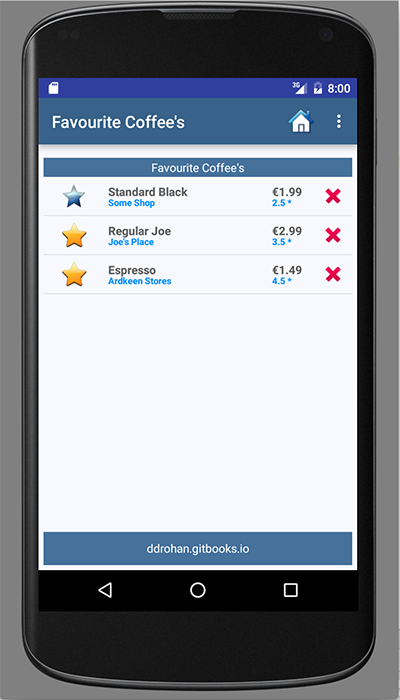 3G 8:00
Favourite Coffee's
Favourite Coffee's
Standard Black €1.99
Some Shop 2.5 *
Regular Joe €2.99
Joe's Place 3.5 *
Espresso €1.49
Ardkeen Stores 4.5 *
ddrohan.gitbooks.io